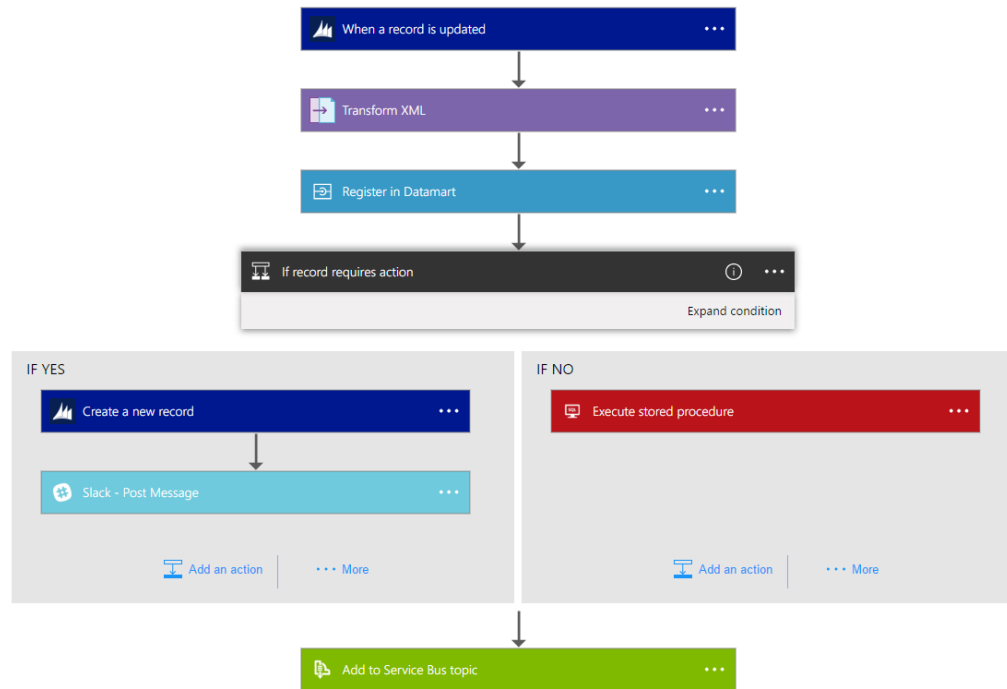 When a record is updated
Transform XML
Register in Datamart
If record requires action
Expand condition
IF YES
Create a new record
Slack - Post Message
Add an action
More
IF NO
Execute stored procedure
Add an action
More
Add to Service Bus topic